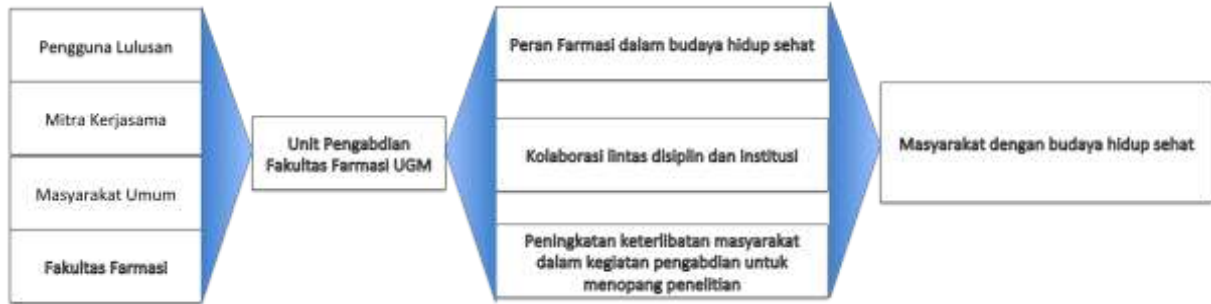 Pengguna Lulusan
Mitra Kerjasama
Masyarakat Umum
Fakultas Farmasi
Unit Pengabdian
Fakultas Farmasi UGM
Peran Farmasi dalam budaya hidup sehat
Kolaborasi lintas disiplin dan institusi
Peningkatan keterlibatan masyarakat
dalam kegiatan pengabdian untuk
menopang penelitian
Masyarakat dengan budaya hidup sehat